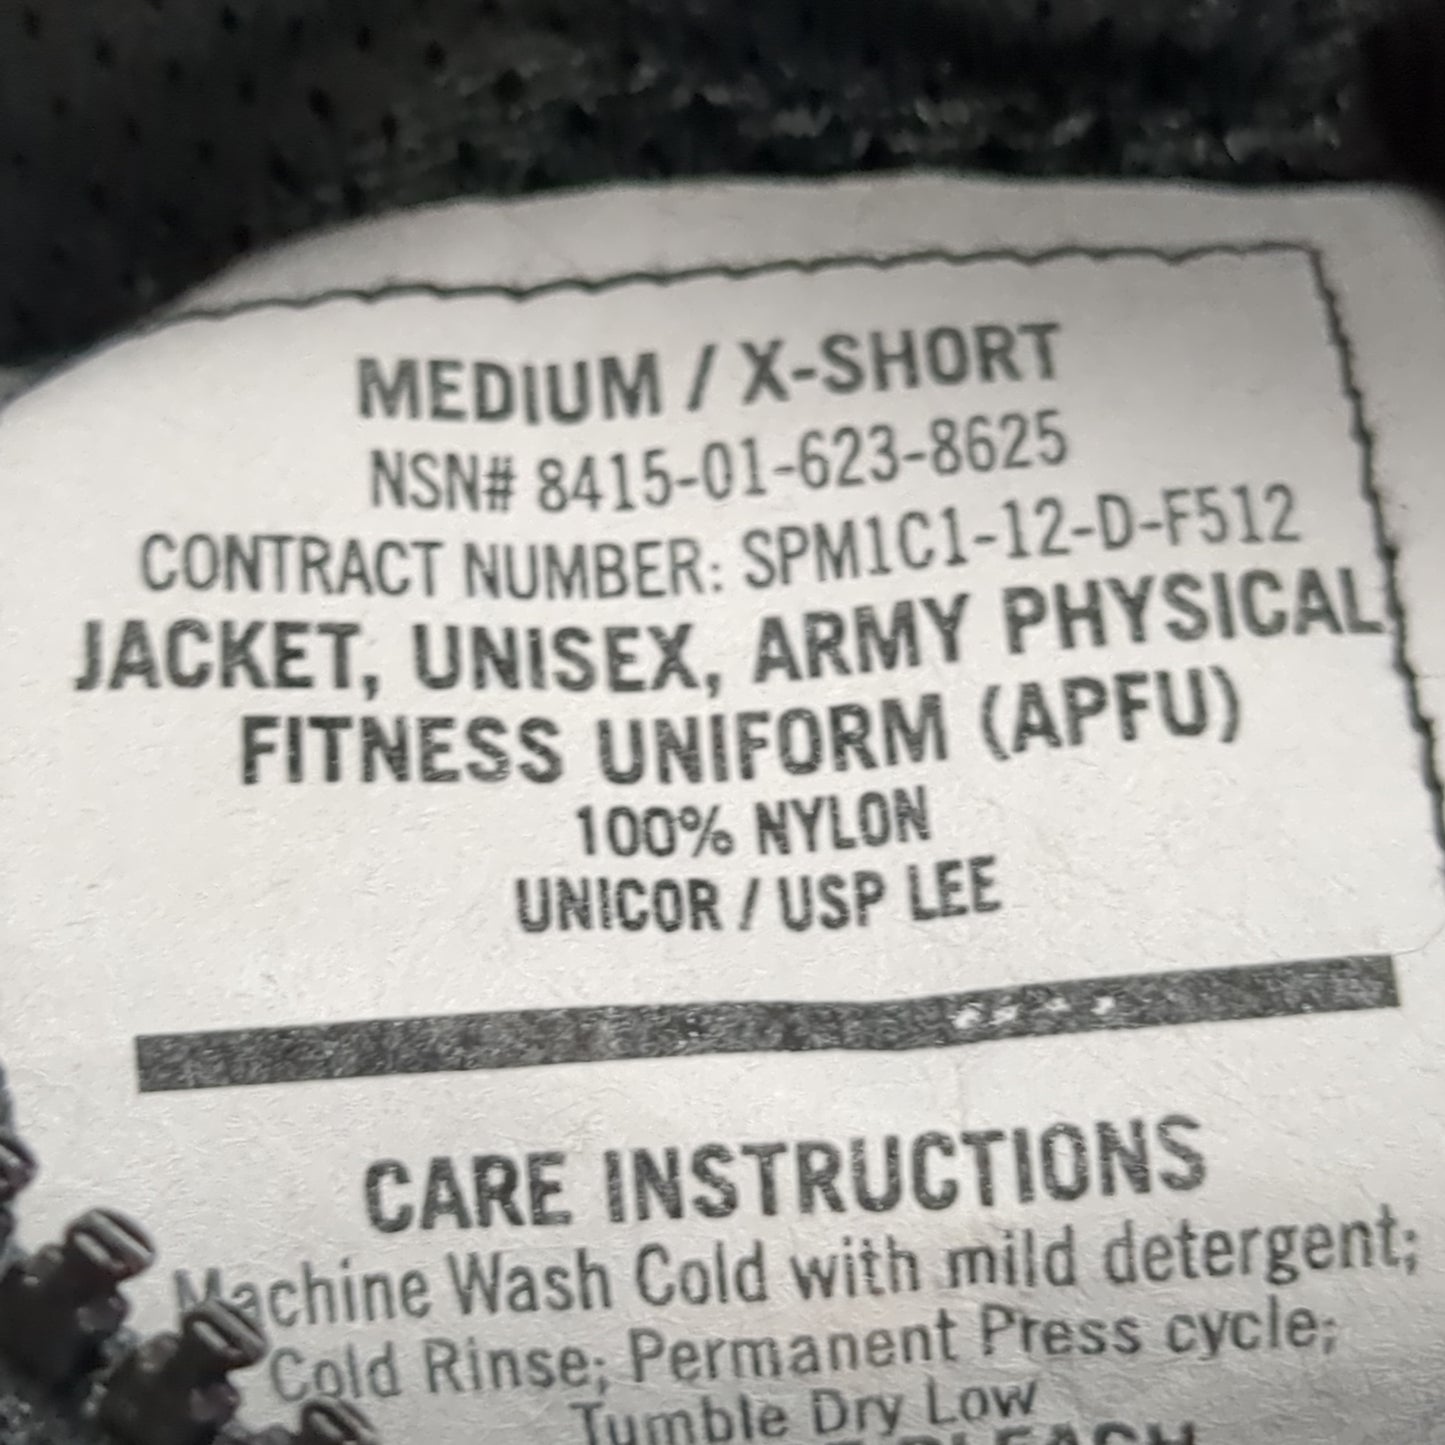 MEDIUM / X-SHORT
NSN# 8415-01-623-8625
CONTRACT NUMBER: SPM1C1-12-D-F512
JACKET, UNISEX, ARMY PHYSICAL
FITNESS UNIFORM (APFU)
100% NYLON
UNICOR / USP LEE
CARE INSTRUCTIONS
Machine Wash Cold with mild detergent;
Cold Rinse; Permanent Press cycle;
Tumble Dry Low
BLEACH